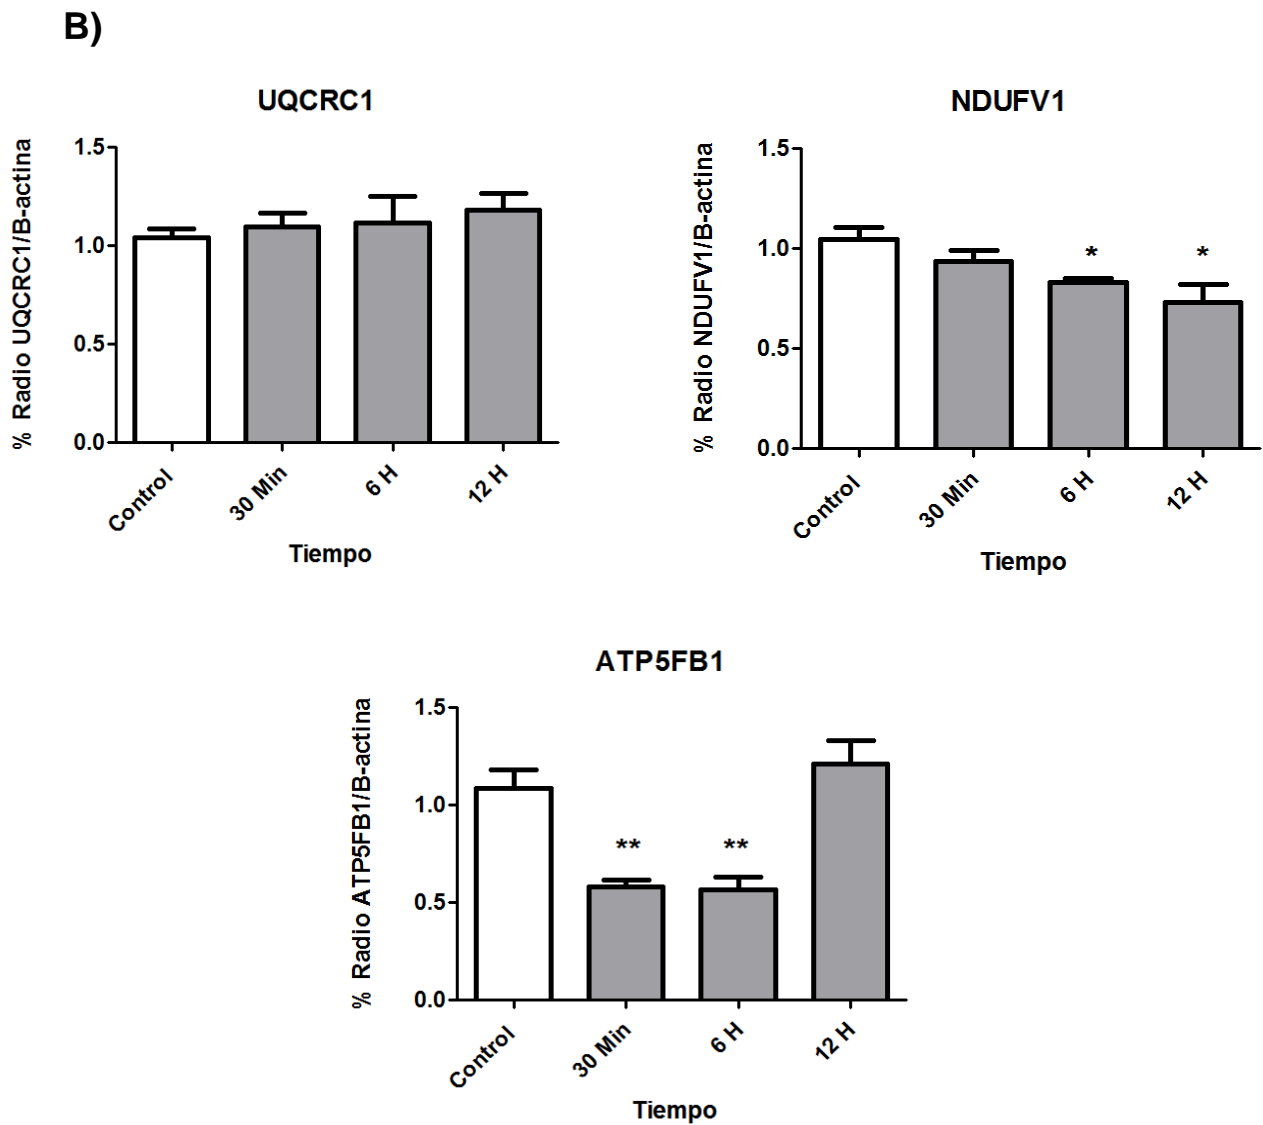 B)
UQCRC1
% Radio UQCRC1/B-actina
1.5
1.0
0.5
0.0
Control
30 Min
6 H
12 H
Tiempo
NDUFV1
% Radio NDUFV1/B-actina
1.5
1.0
0.5
0.0
*
*
Control
30 Min
6 H
12 H
Tiempo
ATP5FB1
% Radio ATP5FB1/B-actina
1.5
1.0
0.5
0.0
**
**
Control
30 Min
6 H
12 H
Tiempo